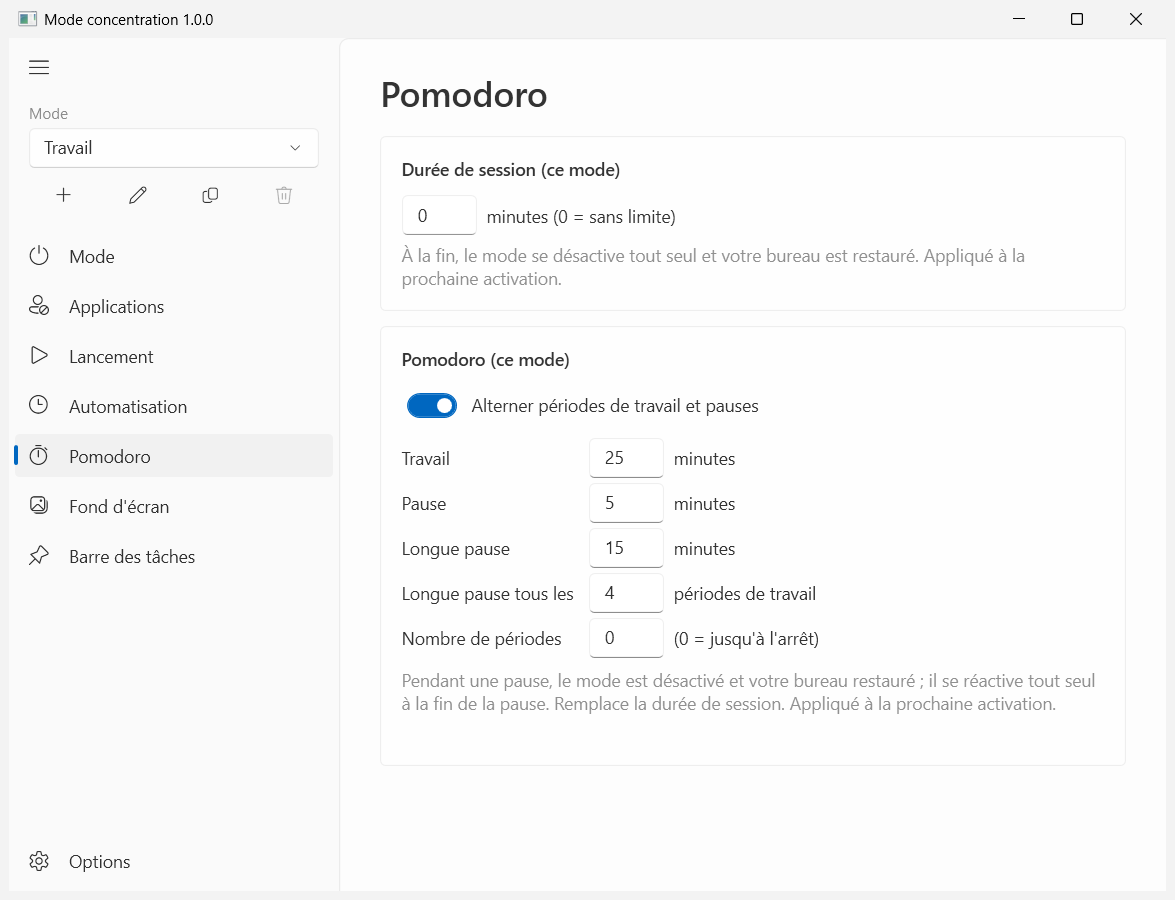 Mode concentration 1.0.0
Mode
Travail
Mode
Applications
Lancement
Automatisation
Pomodoro
Fond d'écran
Barre des tâches
Options
Pomodoro
Durée de session (ce mode)
0 minutes (0 = sans limite)
À la fin, le mode se désactive tout seul et votre bureau est restauré. Appliqué à la
prochaine activation.
Pomodoro (ce mode)
Alterner périodes de travail et pauses
Travail 25 minutes
Pause 5 minutes
Longue pause 15 minutes
Longue pause tous les 4 périodes de travail
Nombre de périodes 0 (0 = jusqu'à l'arrêt)
Pendant une pause, le mode est désactivé et votre bureau restauré ; il se réactive tout seul
à la fin de la pause. Remplace la durée de session. Appliqué à la prochaine activation.